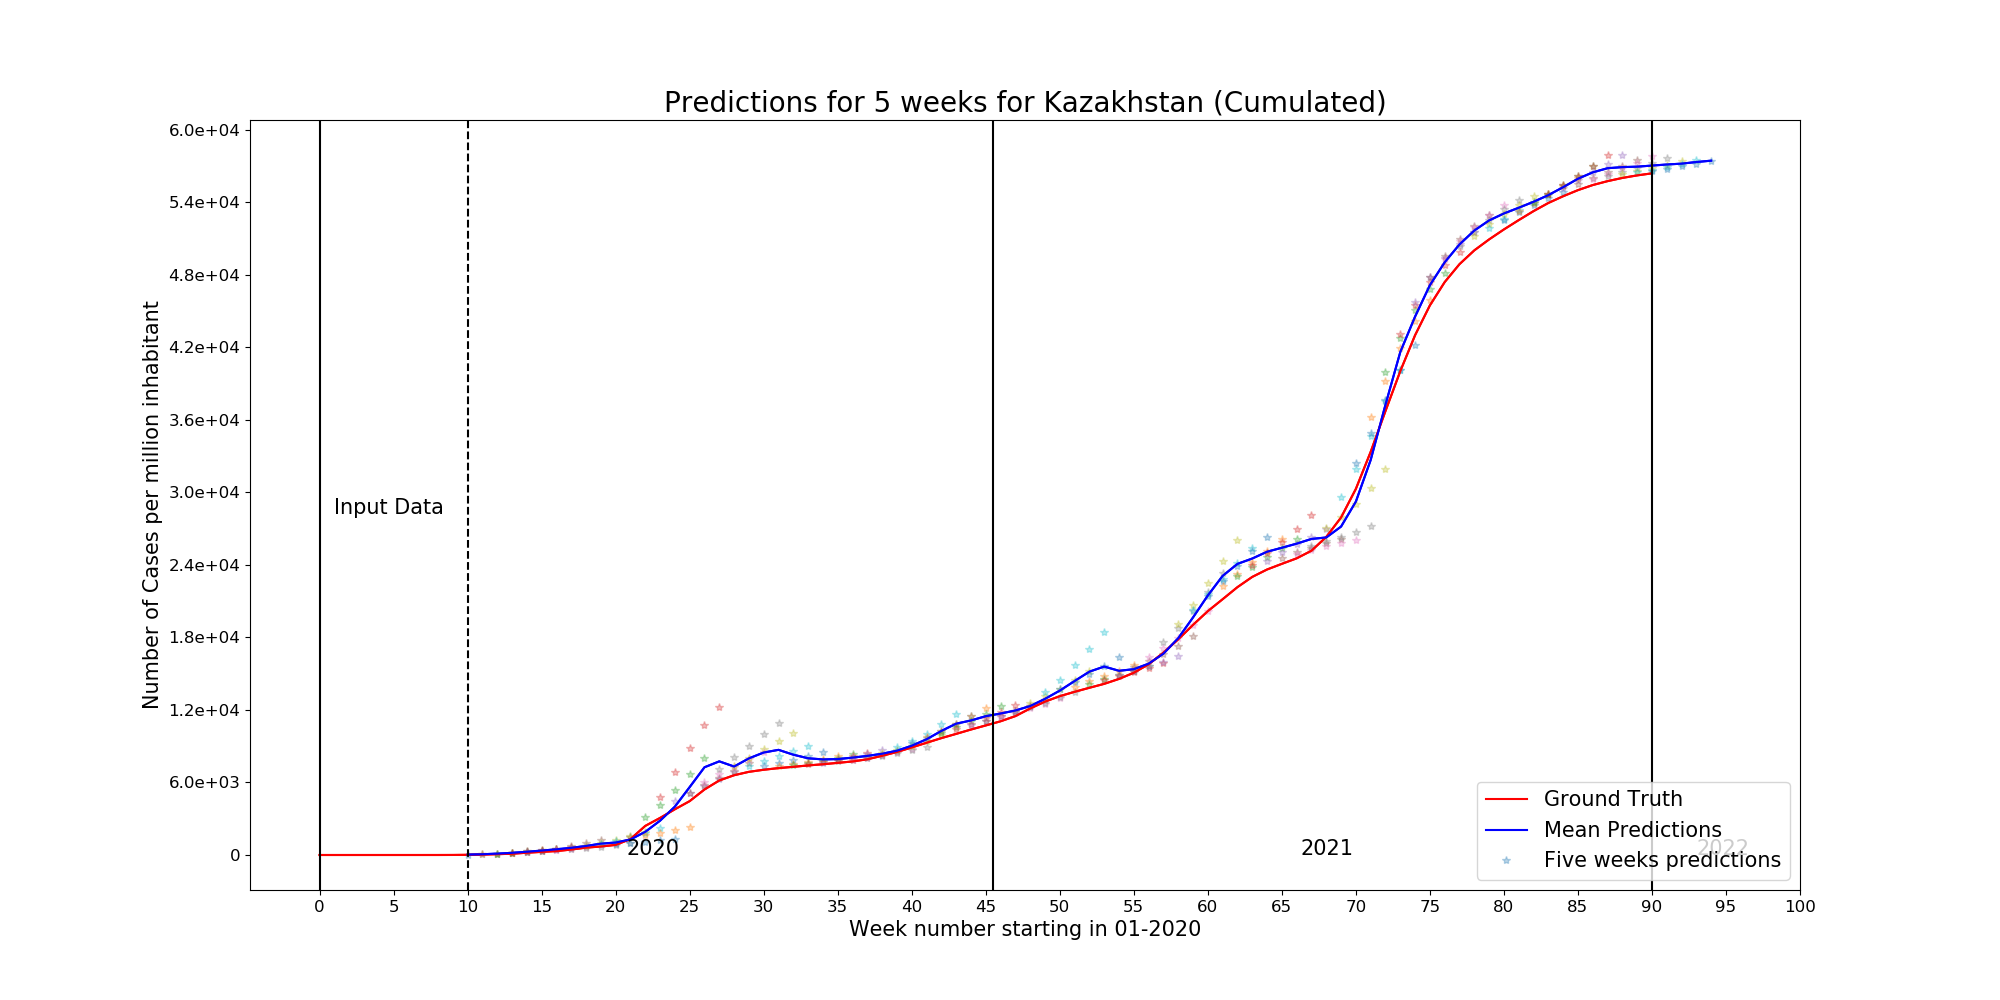 Predictions for 5 weeks for Kazakhstan (Cumulated)
Number of Cases per million inhabitant
6.0e+04
5.4e+04
4.8e+04
4.2e+04
3.6e+04
3.0e+04
2.4e+04
1.8e+04
1.2e+04
6.0e+03
0
Input Data
2020
2021
2022
Ground Truth
Mean Predictions
Five weeks predictions
0 5 10 15 20 25 30 35 40 45 50 55 60 65 70 75 80 85 90 95 100
Week number starting in 01-2020